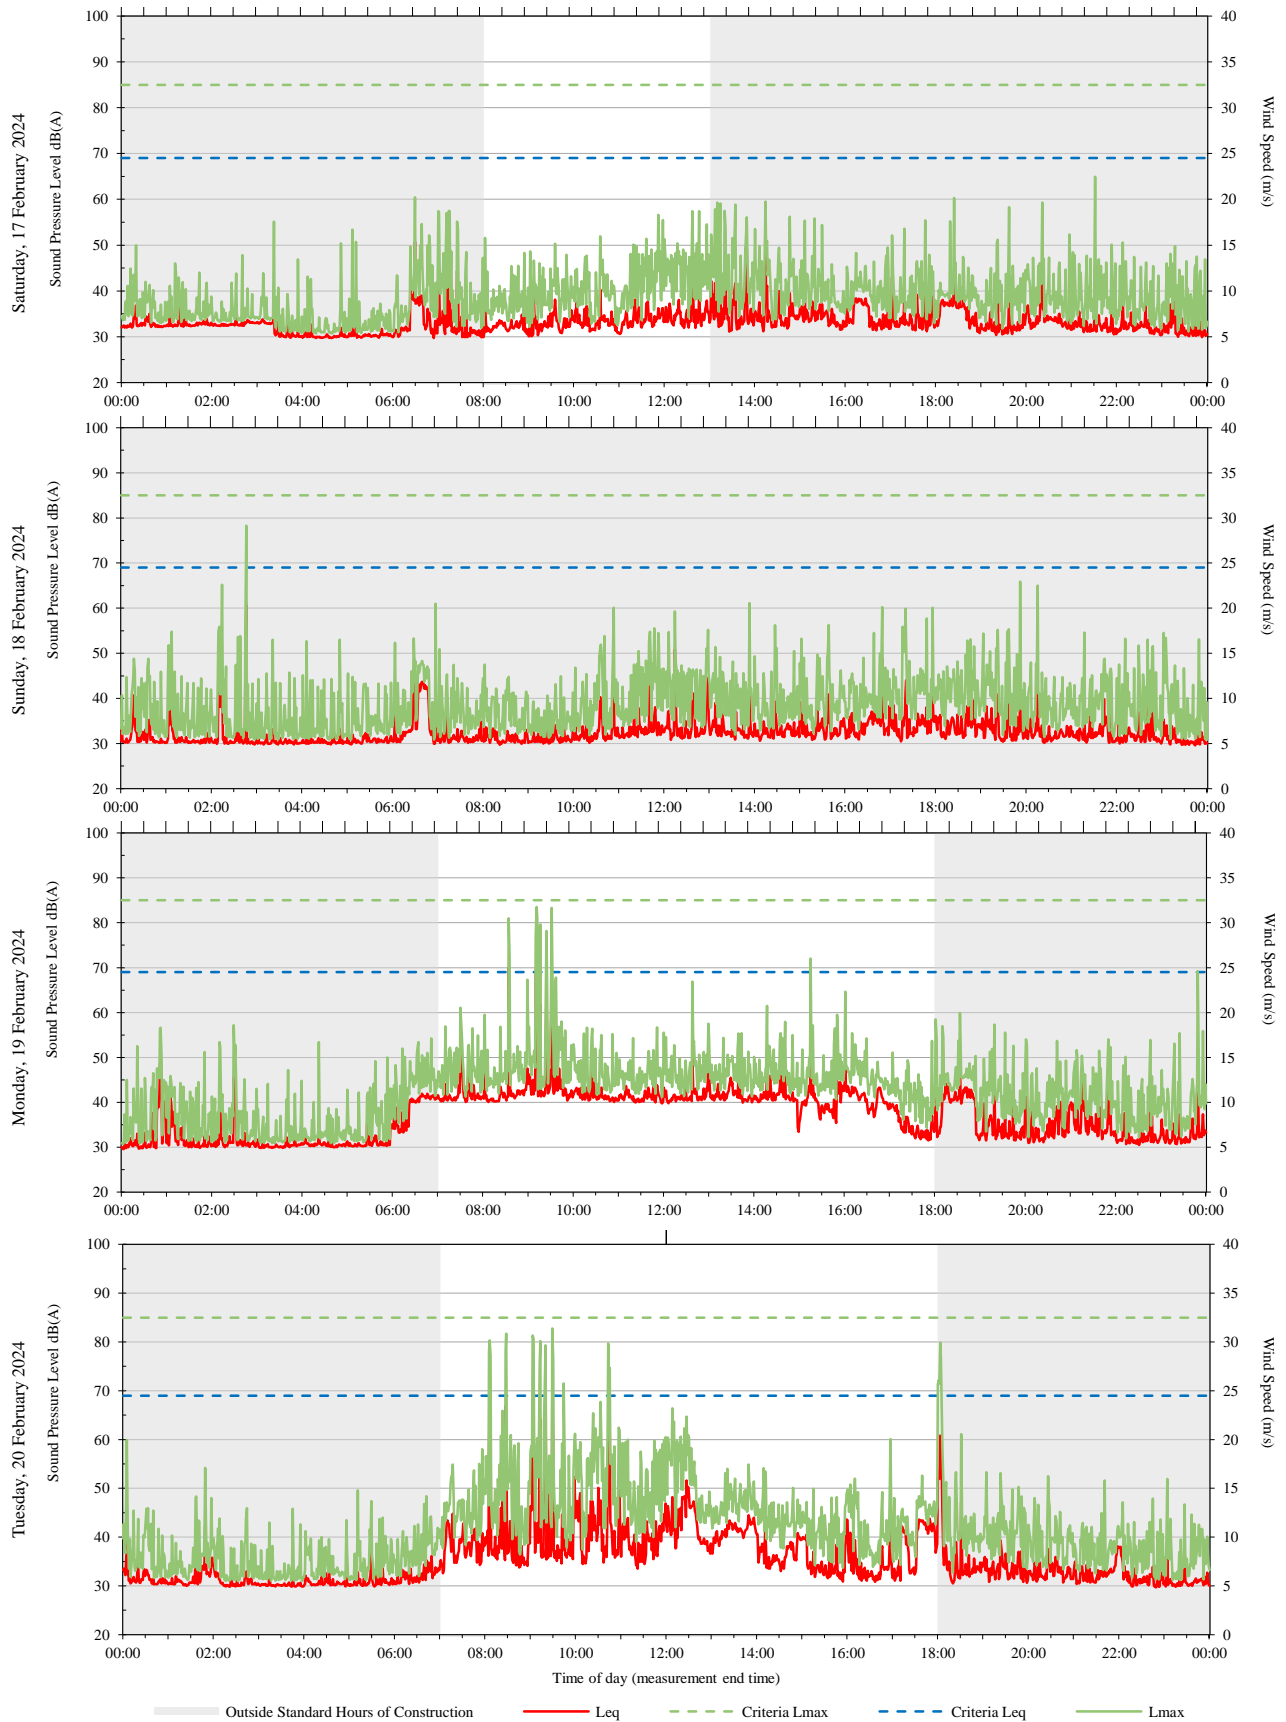 Saturday, 17 February 2024
Sound Pressure Level dB(A)
100 90 80 70 60 50 40 30 20
40 35 30 25 20 15 10 5 0
Wind Speed (m/s)
00:00 02:00 04:00 06:00 08:00 10:00 12:00 14:00 16:00 18:00 20:00 22:00 00:00
Sunday, 18 February 2024
Sound Pressure Level dB(A)
100 90 80 70 60 50 40 30 20
40 35 30 25 20 15 10 5 0
Wind Speed (m/s)
00:00 02:00 04:00 06:00 08:00 10:00 12:00 14:00 16:00 18:00 20:00 22:00 00:00
Monday, 19 February 2024
Sound Pressure Level dB(A)
100 90 80 70 60 50 40 30 20
40 35 30 25 20 15 10 5 0
Wind Speed (m/s)
00:00 02:00 04:00 06:00 08:00 10:00 12:00 14:00 16:00 18:00 20:00 22:00 00:00
Tuesday, 20 February 2024
Sound Pressure Level dB(A)
100 90 80 70 60 50 40 30 20
40 35 30 25 20 15 10 5 0
Wind Speed (m/s)
00:00 02:00 04:00 06:00 08:00 10:00 12:00 14:00 16:00 18:00 20:00 22:00 00:00
Time of day (measurement end time)
Outside Standard Hours of Construction Leq Criteria Lmax Criteria Leq Lmax